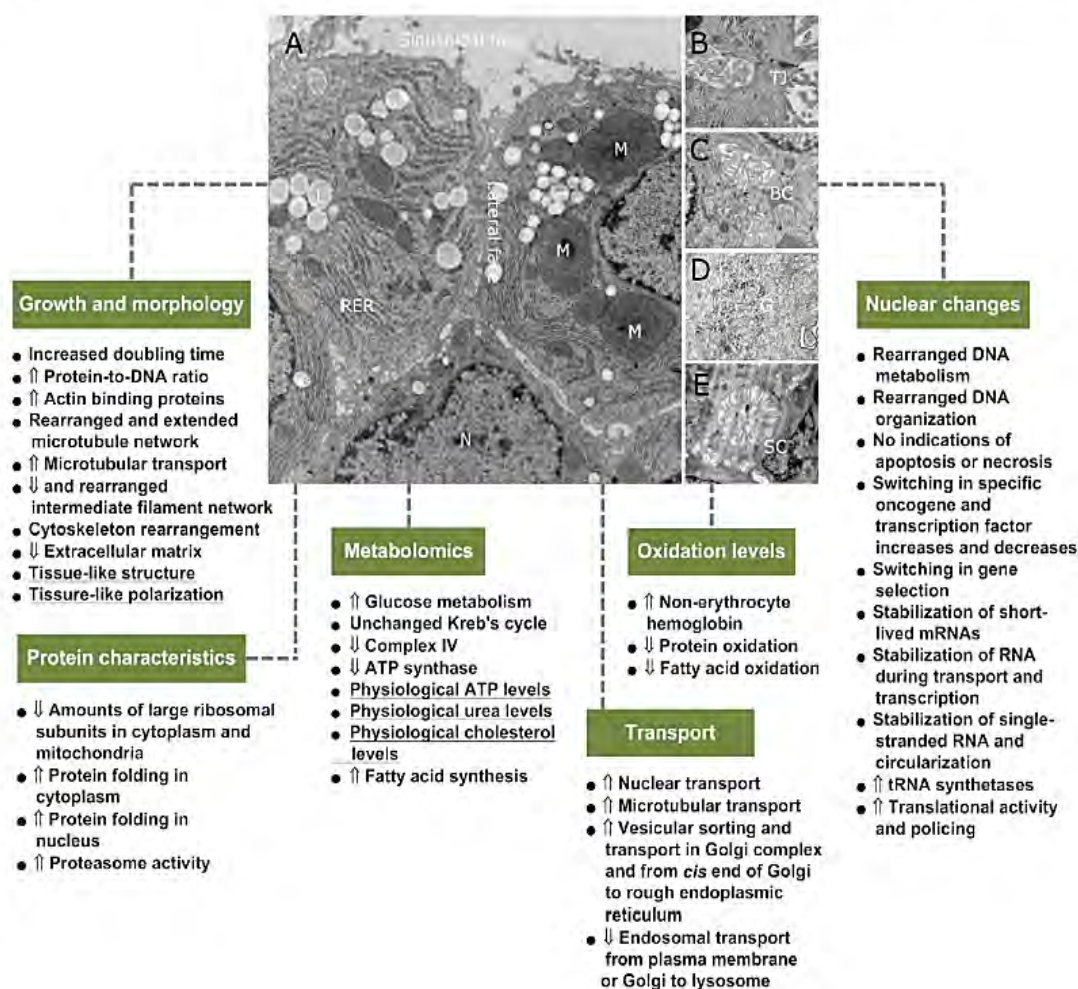 A
B
TJ
C
BC
D
G
E
SC
M
M
M
L
RER
N
Growth and morphology
● Increased doubling time
● ⇑ Protein-to-DNA ratio
● ⇑ Actin binding proteins
● Rearranged and extended
microtubule network
● ⇑ Microtubular transport
● ⇓ and rearranged
intermediate filament network
● Cytoskeleton rearrangement
● ⇓ Extracellular matrix
● Tissue-like structure
● Tissure-like polarization
Protein characteristics
● ⇓ Amounts of large ribosomal
subunits in cytoplasm and
mitochondria
● ⇑ Protein folding in
cytoplasm
● ⇑ Protein folding in
nucleus
● ⇑ Proteasome activity
Metabolomics
● ⇑ Glucose metabolism
● Unchanged Kreb's cycle
● ⇓ Complex IV
● ⇓ ATP synthase
● Physiological ATP levels
● Physiological urea levels
● Physiological cholesterol
levels
● ⇑ Fatty acid synthesis
Oxidation levels
● ⇑ Non-erythrocyte
hemoglobin
● ⇓ Protein oxidation
● ⇓ Fatty acid oxidation
Transport
● ⇑ Nuclear transport
● ⇑ Microtubular transport
● ⇑ Vesicular sorting and
transport in Golgi complex
and from cis end of Golgi
to rough endoplasmic
reticulum
● ⇓ Endosomal transport
from plasma membrane
or Golgi to lysosome
Nuclear changes
● Rearranged DNA
metabolism
● Rearranged DNA
organization
● No indications of
apoptosis or necrosis
● Switching in specific
oncogene and
transcription factor
increases and decreases
● Switching in gene
selection
● Stabilization of short-
lived mRNAs
● Stabilization of RNA
during transport and
transcription
● Stabilization of single-
stranded RNA and
circularization
● ⇑ tRNA synthetases
● ⇑ Translational activity
and policing